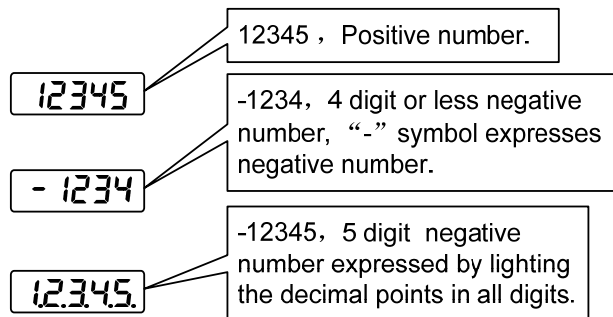 12345， Positive number.
12345
-1234， 4 digit or less negative
number, “-” symbol expresses
negative number.
- 1234
-12345， 5 digit negative
number expressed by lighting
the decimal points in all digits.
1.2.3.4.5.